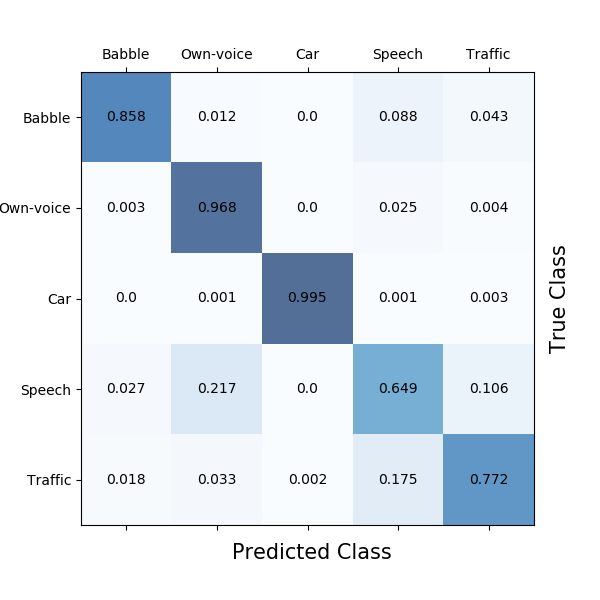 Babble Own-voice Car Speech Traffic
Babble 0.858 0.012 0.0 0.088 0.043
Own-voice 0.003 0.968 0.0 0.025 0.004
Car 0.0 0.001 0.995 0.001 0.003
Speech 0.027 0.217 0.0 0.649 0.106
Traffic 0.018 0.033 0.002 0.175 0.772
True Class
Predicted Class